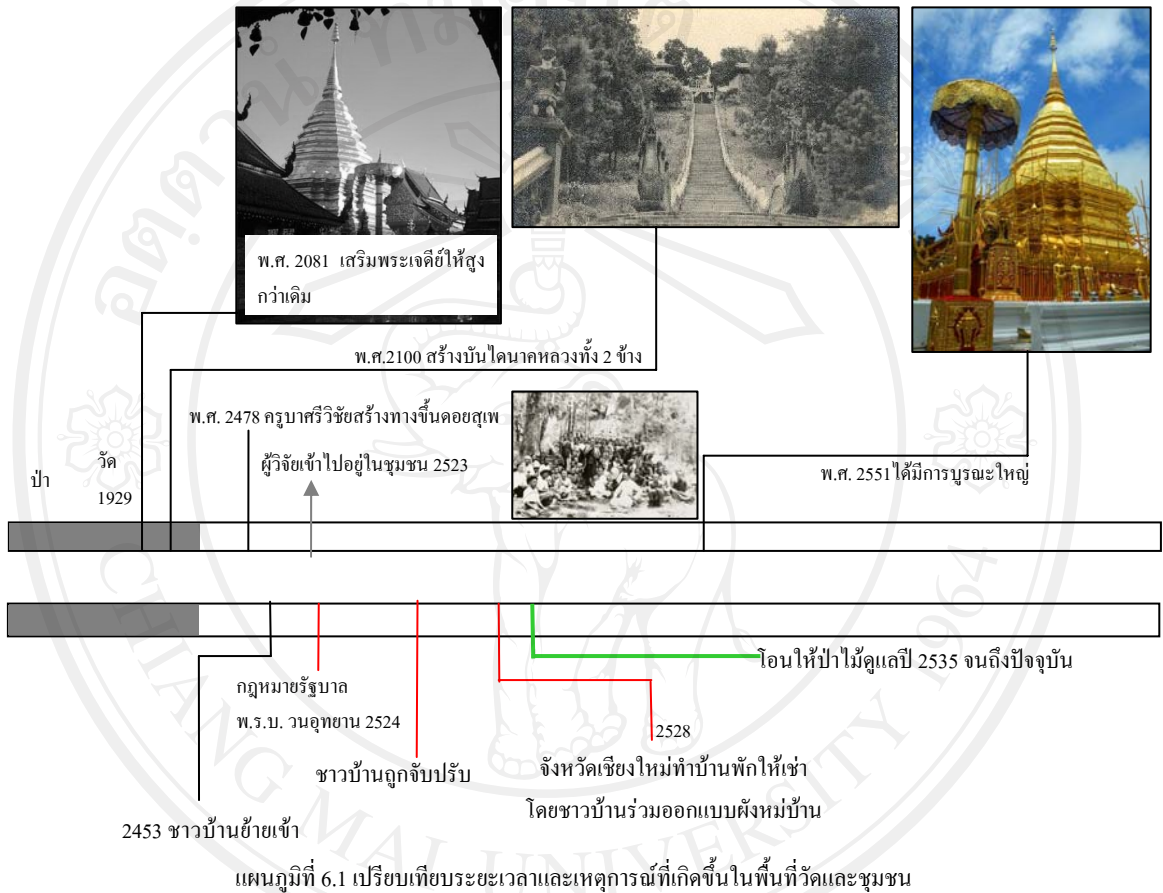 พ.ศ. 2081 เสริมพระเจดีย์ให้สูง
กว่าเดิม
พ.ศ.2100 สร้างบันไดนาคหลวงทั้ง 2 ข้าง
พ.ศ. 2478 ครูบาศรีวิชัยสร้างทางขึ้นดอยสุเพ
ผู้วิจัยเข้าไปอยู่ในชุมชน 2523
พ.ศ. 2551ได้มีการบูรณะใหญ่
ป่า
วัด
1929
โอนให้ป่าไม้ดูแลปี 2535 จนถึงปัจจุบัน
กฎหมายรัฐบาล
พ.ร.บ. วนอุทยาน 2524
ชาวบ้านถูกจับปรับ
2528
จังหวัดเชียงใหม่ทำบ้านพักให้เช่า
โดยชาวบ้านร่วมออกแบบผังหมู่บ้าน
2453 ชาวบ้านย้ายเข้า
แผนภูมิที่ 6.1 เปรียบเทียบระยะเวลาและเหตุการณ์ที่เกิดขึ้นในพื้นที่วัดและชุมชน
CHIANG MAI UNIVERSITY 1964